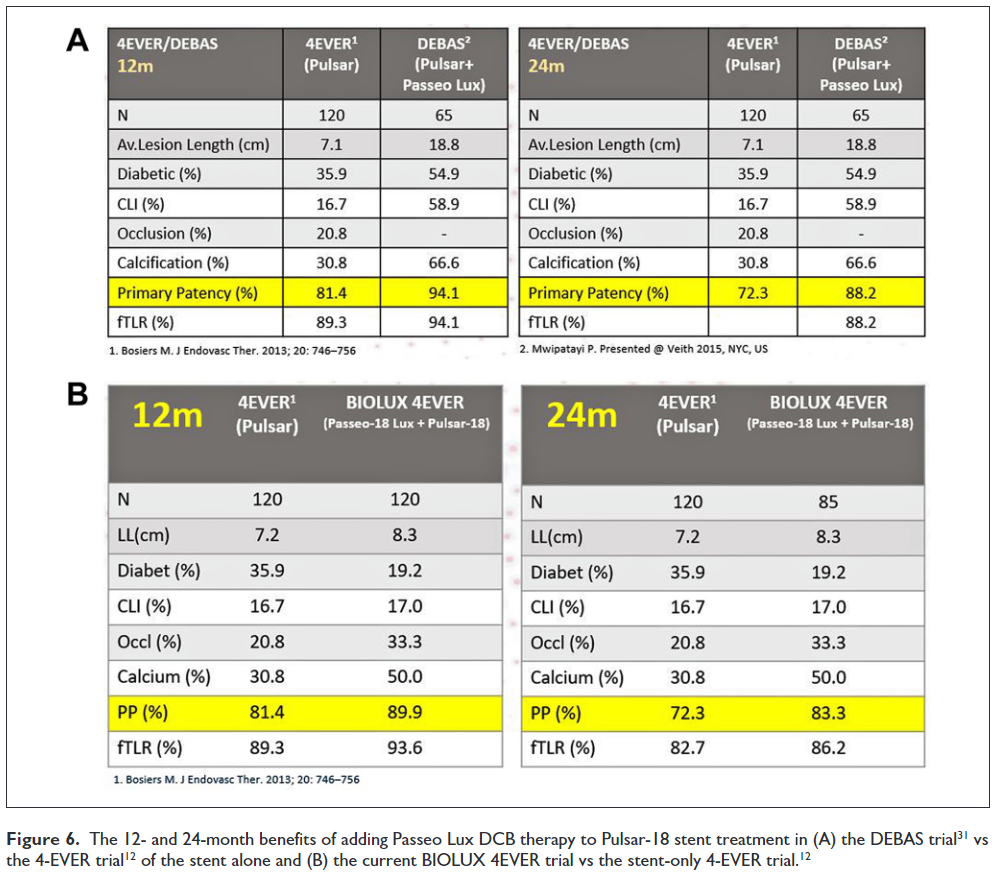 A
4EVER/DEBAS 4EVER1 DEBAS2
12m (Pulsar) (Pulsar+
Passeo Lux)
N 120 65
Av.Lesion Length (cm) 7.1 18.8
Diabetic (%) 35.9 54.9
CLI (%) 16.7 58.9
Occlusion (%) 20.8 -
Calcification (%) 30.8 66.6
Primary Patency (%) 81.4 94.1
fTLR (%) 89.3 94.1
1. Bosiers M. J Endovasc Ther. 2013; 20: 746–756
4EVER/DEBAS 4EVER1 DEBAS2
24m (Pulsar) (Pulsar+
Passeo Lux)
N 120 65
Av.Lesion Length (cm) 7.1 18.8
Diabetic (%) 35.9 54.9
CLI (%) 16.7 58.9
Occlusion (%) 20.8 -
Calcification (%) 30.8 66.6
Primary Patency (%) 72.3 88.2
fTLR (%) 88.2
2. Mwipatayi P. Presented @ Veith 2015, NYC, US
B
12m 4EVER1 BIOLUX 4EVER
(Pulsar) (Passeo-18 Lux + Pulsar-18)
N 120 120
LL(cm) 7.2 8.3
Diabet (%) 35.9 19.2
CLI (%) 16.7 17.0
Occl (%) 20.8 33.3
Calcium (%) 30.8 50.0
PP (%) 81.4 89.9
fTLR (%) 89.3 93.6
1. Bosiers M. J Endovasc Ther. 2013; 20: 746–756
24m 4EVER1 BIOLUX 4EVER
(Pulsar) (Passeo-18 Lux + Pulsar-18)
N 120 85
LL(cm) 7.2 8.3
Diabet (%) 35.9 19.2
CLI (%) 16.7 17.0
Occl (%) 20.8 33.3
Calcium (%) 30.8 50.0
PP (%) 72.3 83.3
fTLR (%) 82.7 86.2
Figure 6. The 12- and 24-month benefits of adding Passeo Lux DCB therapy to Pulsar-18 stent treatment in (A) the DEBAS trial31 vs
the 4-EVER trial12 of the stent alone and (B) the current BIOLUX 4EVER trial vs the stent-only 4-EVER trial.12